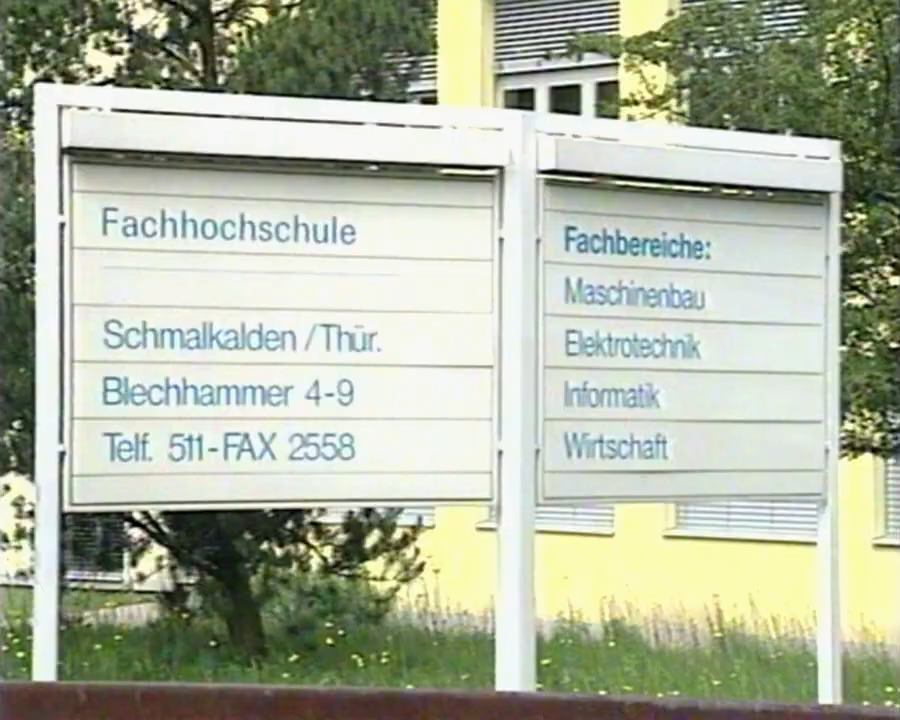 Fachhochschule
Schmalkalden / Thür.
Blechhammer 4-9
Telf. 511-FAX 2558
Fachbereiche:
Maschinenbau
Elektrotechnik
Informatik
Wirtschaft